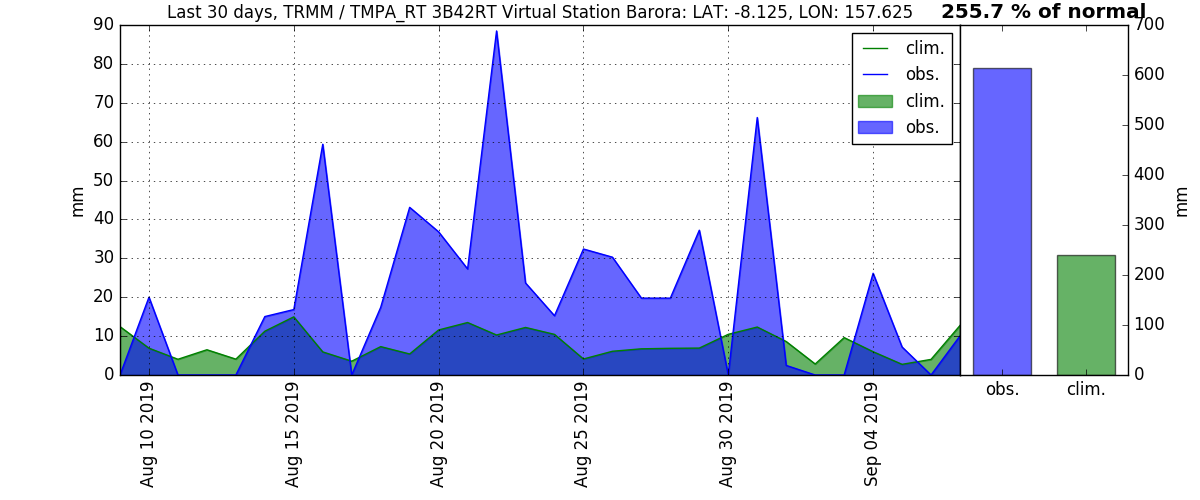 Last 30 days, TRMM / TMPA_RT 3B42RT Virtual Station Barora: LAT: -8.125, LON: 157.625
255.7 % of normal
90
80
70
60
50
40
30
20
10
0
mm
clim.
obs.
clim.
obs.
700
600
500
400
300
200
100
0
mm
obs.
clim.
Aug 10 2019
Aug 15 2019
Aug 20 2019
Aug 25 2019
Aug 30 2019
Sep 04 2019